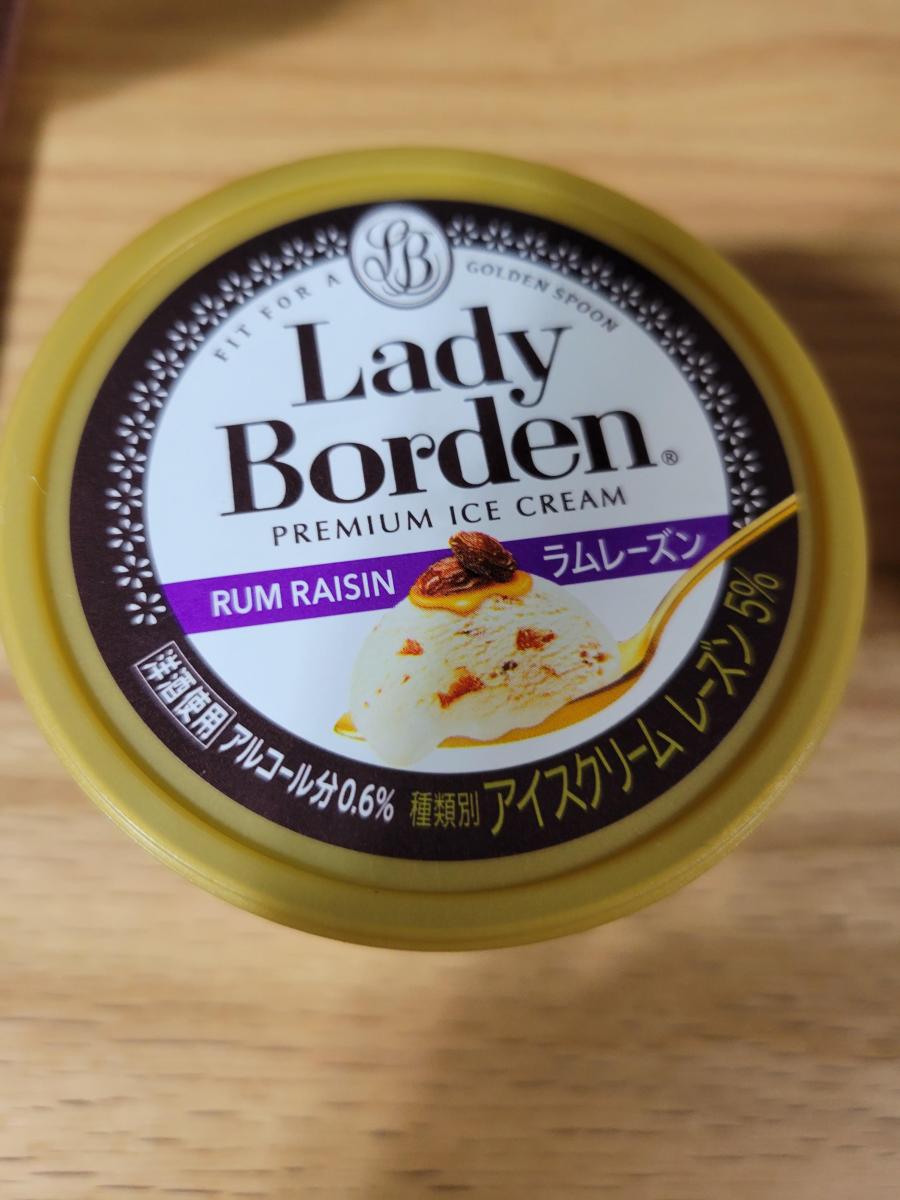 LB
FIT FOR A GOLDEN SPOON
Lady
Borden®
PREMIUM ICE CREAM
RUM RAISIN ラムレーズン
洋酒使用 アルコール分0.6% 種類別 アイスクリーム レーズン 5%